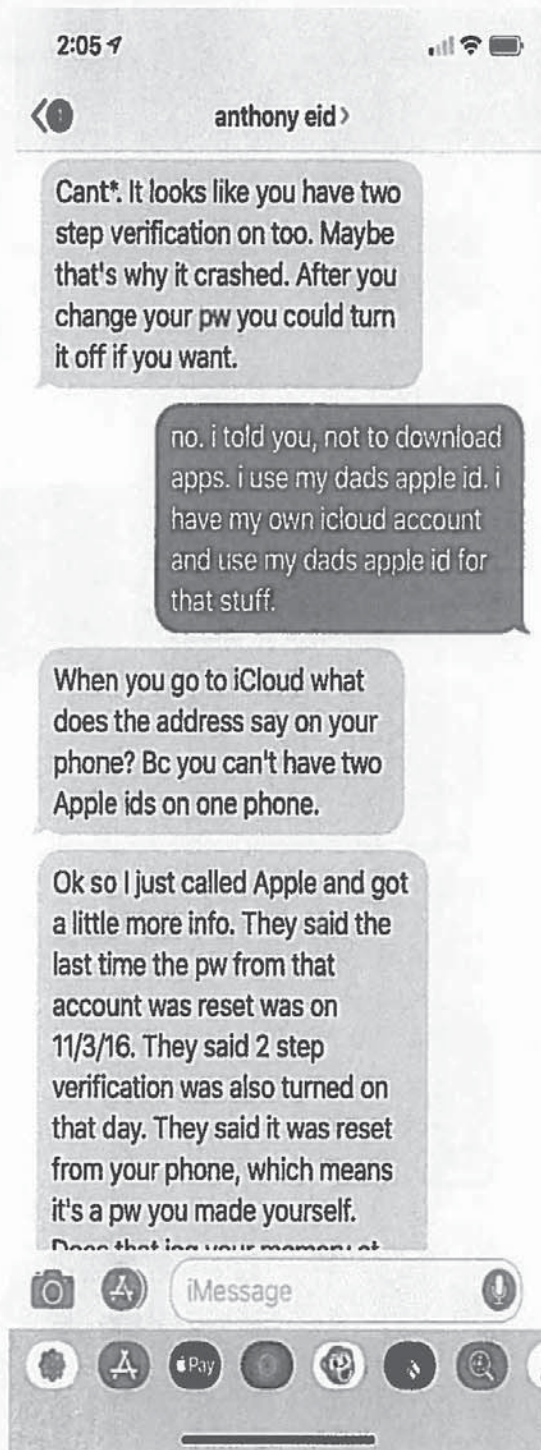 2:05
anthony eid
Cant*. It looks like you have two
step verification on too. Maybe
that's why it crashed. After you
change your pw you could turn
it off if you want.
no. i told you, not to download
apps. i use my dads apple id. i
have my own icloud account
and use my dads apple id for
that stuff.
When you go to iCloud what
does the address say on your
phone? Bc you can't have two
Apple ids on one phone.
Ok so I just called Apple and got
a little more info. They said the
last time the pw from that
account was reset was on
11/3/16. They said 2 step
verification was also turned on
that day. They said it was reset
from your phone, which means
it's a pw you made yourself.
Does that jog your memory at
iMessage
Pay